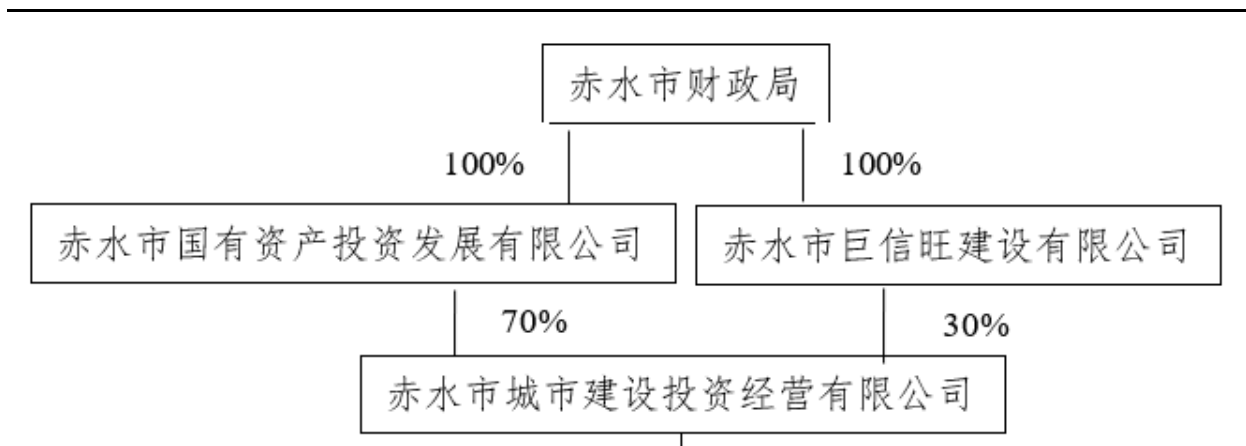 赤水市财政局
100%
100%
赤水市国有资产投资发展有限公司
赤水市巨信旺建设有限公司
70%
30%
赤水市城市建设投资经营有限公司